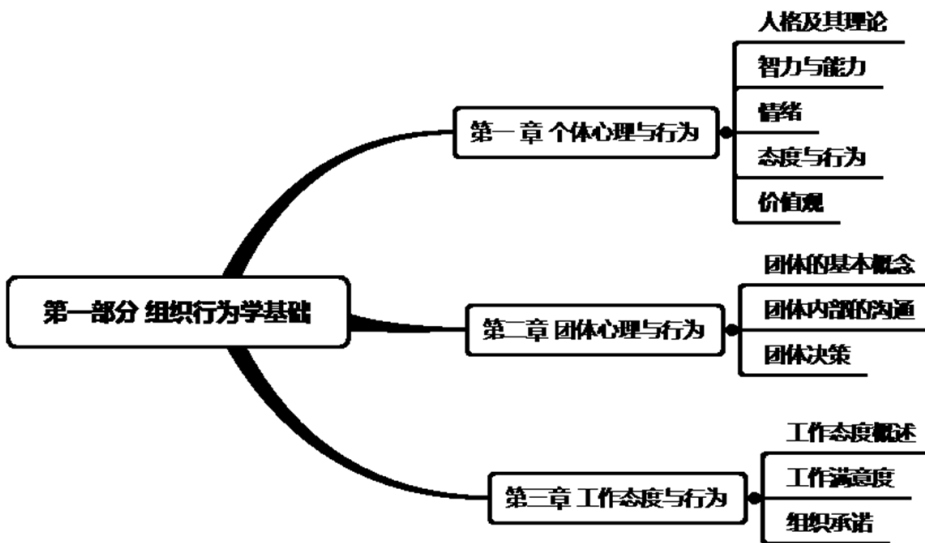 第一部分 组织行为学基础
第一章 个体心理与行为
人格及其理论
智力与能力
情绪
态度与行为
价值观
第二章 团体心理与行为
团体的基本概念
团体内部的沟通
团体决策
第三章 工作态度与行为
工作态度概述
工作满意度
组织承诺